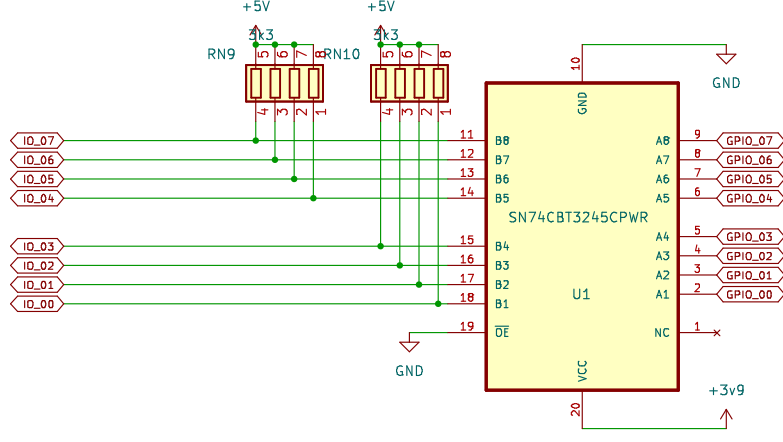 +5V
+5V
3k3
3k3
RN9
RN10
5 6 7 8
5 6 7 8
4 3 2 1
4 3 2 1
10
GND
GND
IO_07
11
B8
A8
9
GPIO_07
IO_06
12
B7
A7
8
GPIO_06
IO_05
13
B6
A6
7
GPIO_05
IO_04
14
B5
A5
6
GPIO_04
SN74CBT3245CPWR
IO_03
15
B4
A4
5
GPIO_03
IO_02
16
B3
A3
4
GPIO_02
IO_01
17
B2
A2
3
GPIO_01
IO_00
18
B1
A1
2
GPIO_00
U1
19
OE
NC
1
GND
VCC
20
+3v9